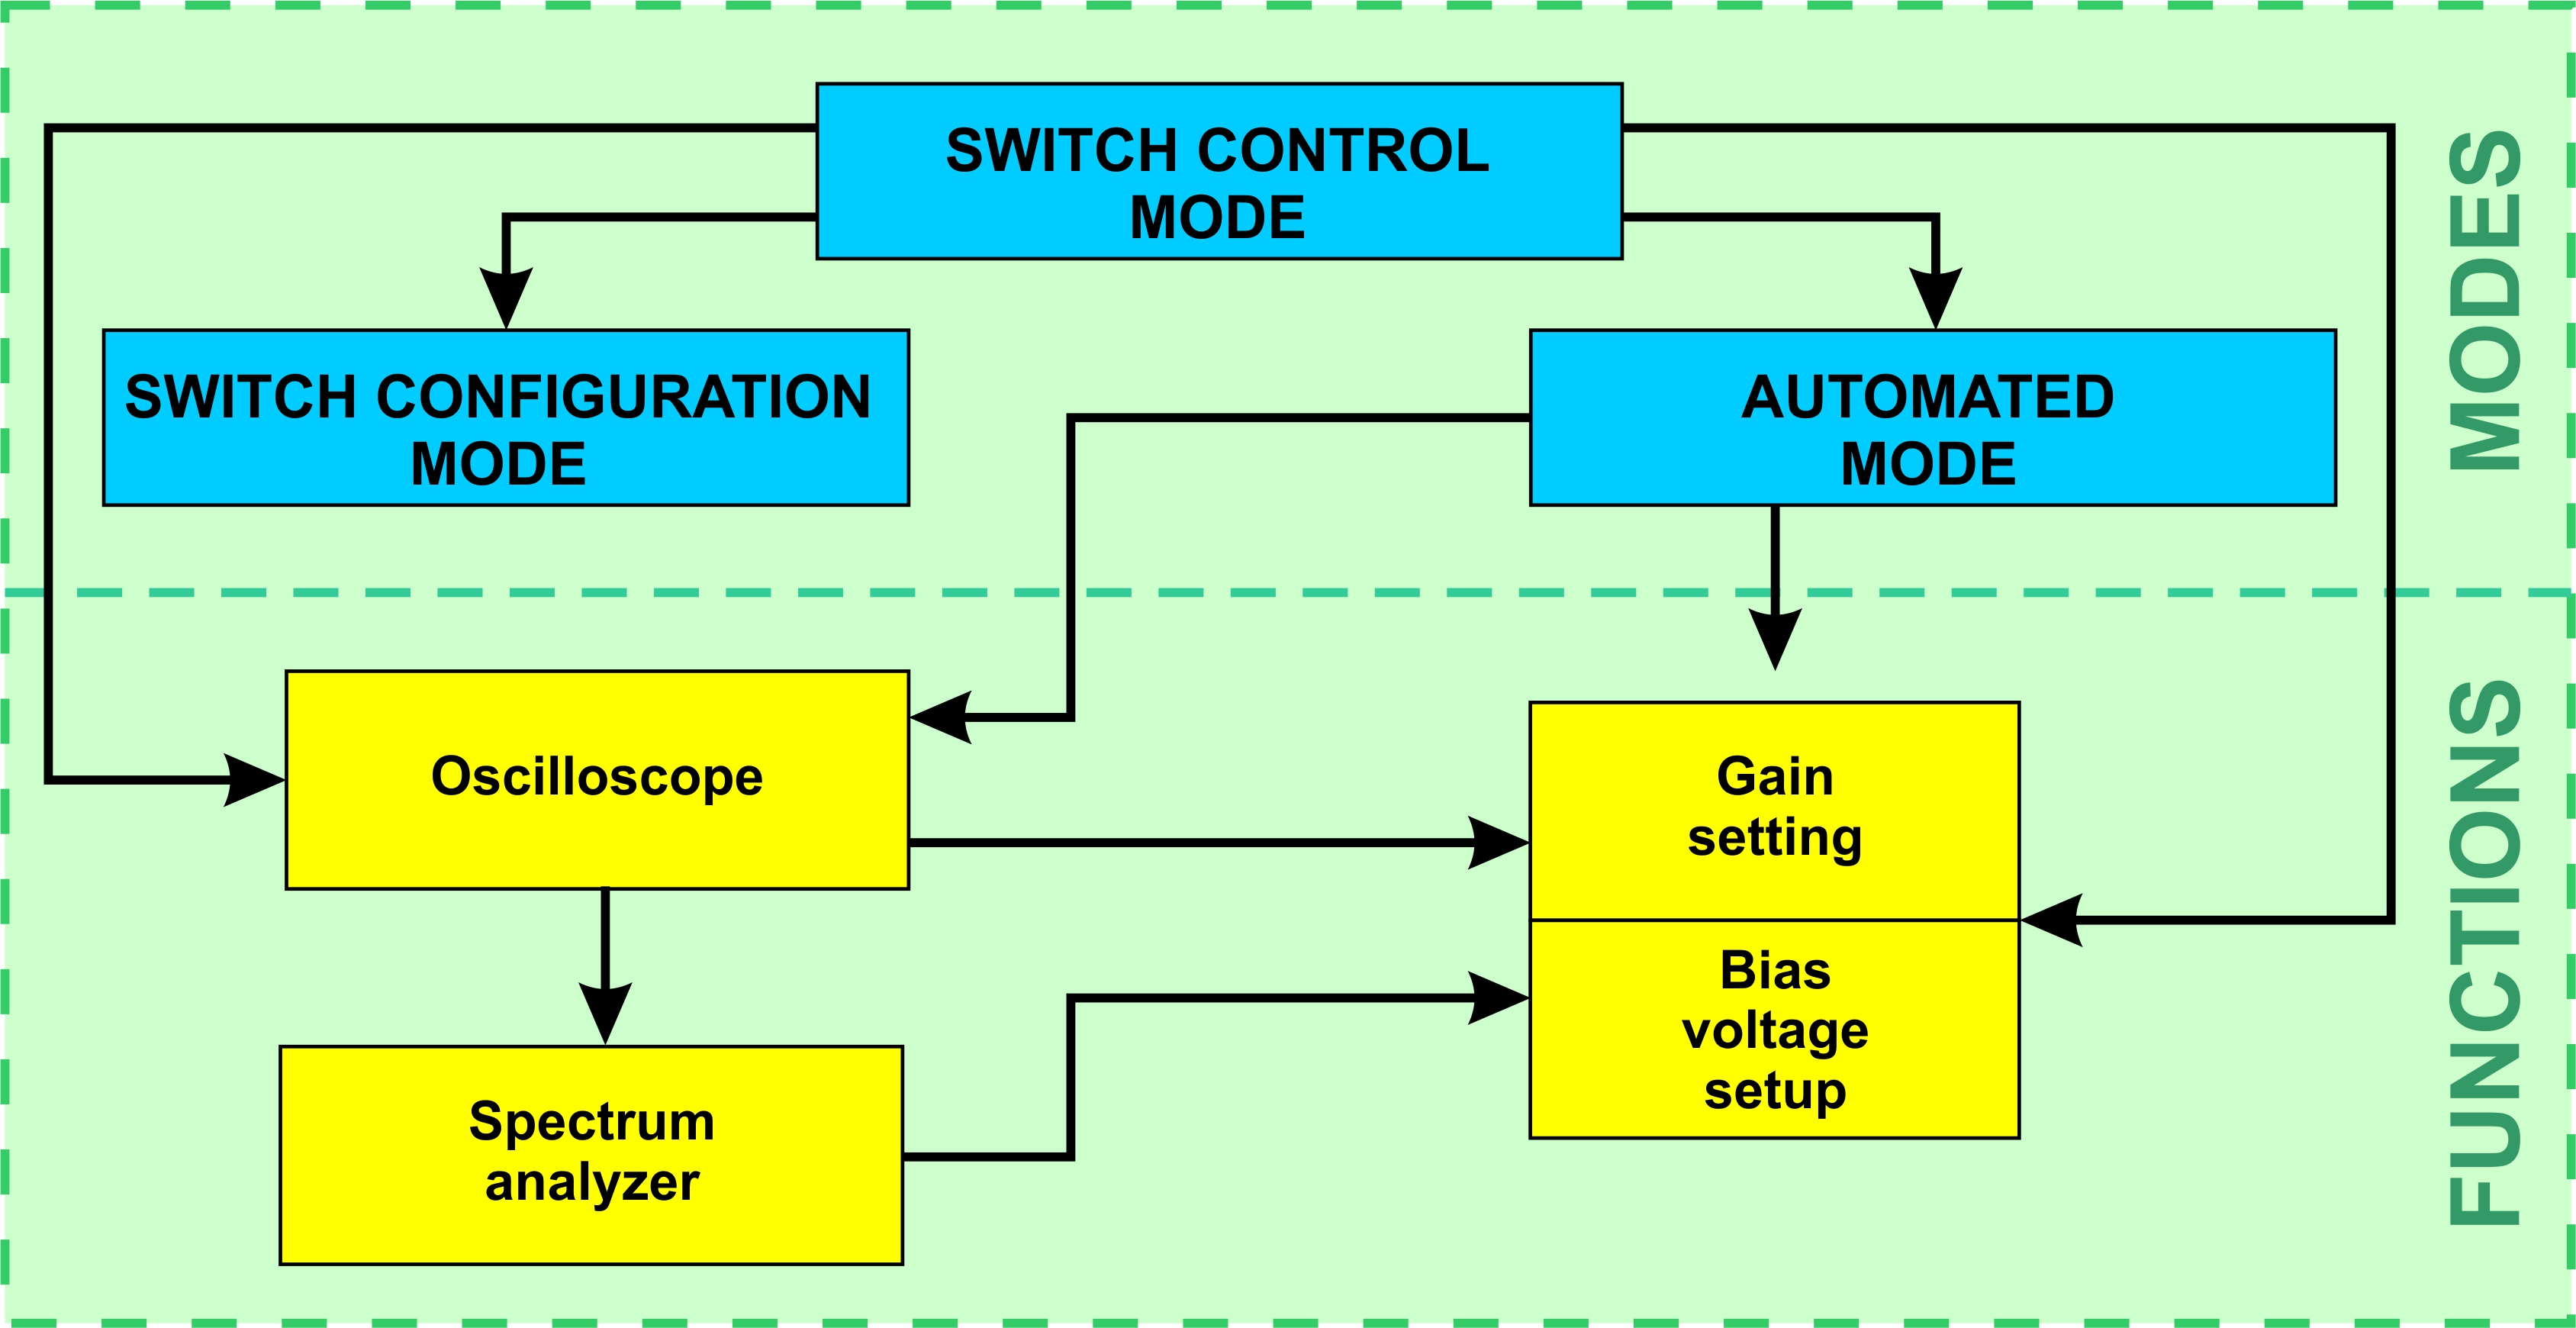 SWITCH CONTROL
MODE
SWITCH CONFIGURATION
MODE
AUTOMATED
MODE
MODES
Oscilloscope
Gain
setting
Bias
voltage
setup
Spectrum
analyzer
FUNCTIONS